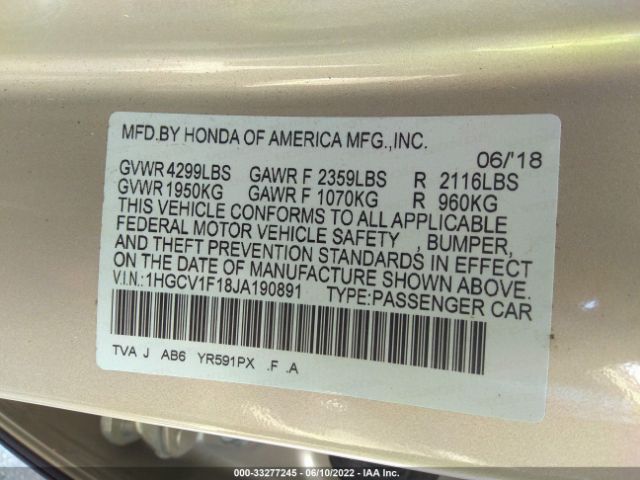 MFD.BY HONDA OF AMERICA MFG.,INC.
06/'18
GVWR 4299LBS GAWR F 2359LBS R 2116LBS
GVWR 1950KG GAWR F 1070KG R 960KG
THIS VEHICLE CONFORMS TO ALL APPLICABLE
FEDERAL MOTOR VEHICLE SAFETY , BUMPER,
AND THEFT PREVENTION STANDARDS IN EFFECT
ON THE DATE OF MANUFACTURE SHOWN ABOVE.
V.I.N.:1HGCV1F18JA190891 TYPE:PASSENGER CAR
TVA J AB6 YR591PX .F .A
000-33277245 - 06/10/2022 - IAA Inc.